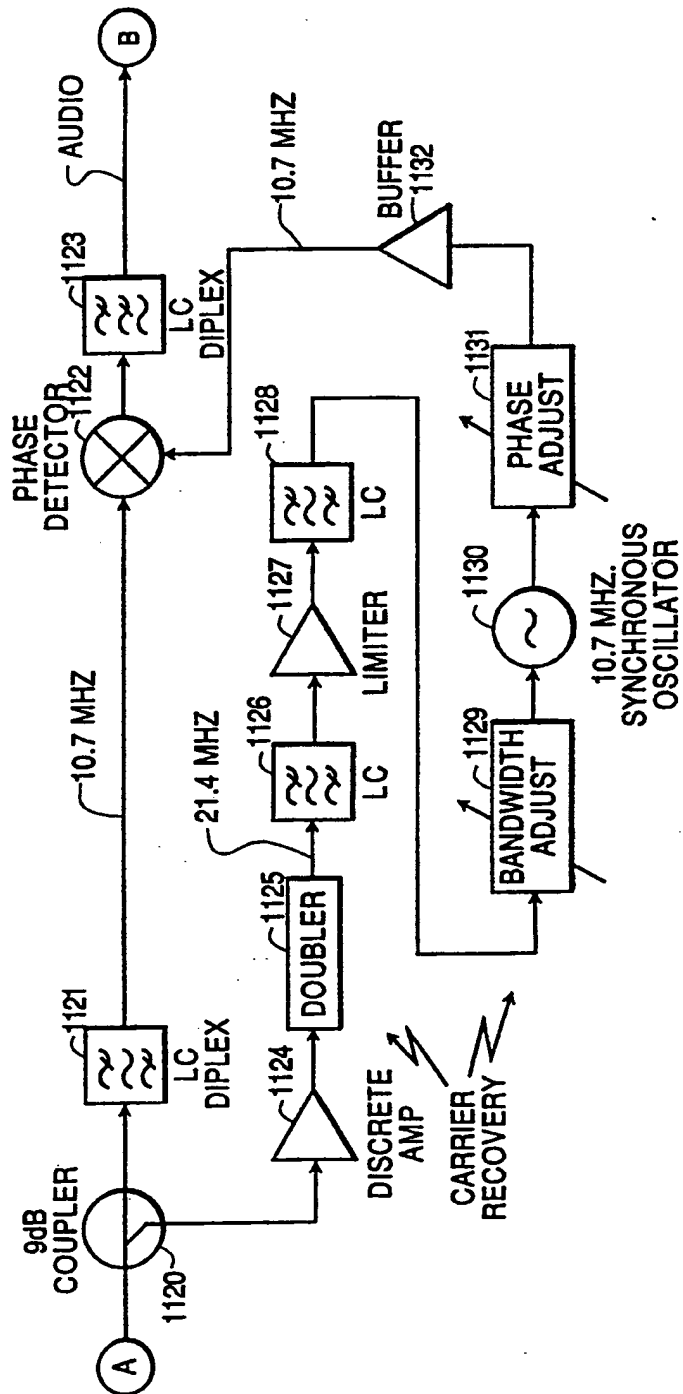 A
9dB
COUPLER
1120
1121
LC
DIPLEX
10.7 MHZ
PHASE
DETECTOR
1122
1123
LC
DIPLEX
AUDIO
B
DISCRETE
AMP
1124
DOUBLER
1125
21.4 MHZ
1126
LC
1127
LIMITER
1128
LC
10.7 MHZ
BUFFER
1132
CARRIER
RECOVERY
BANDWIDTH
ADJUST
1129
1130
10.7 MHZ.
SYNCHRONOUS
OSCILLATOR
PHASE
ADJUST
1131